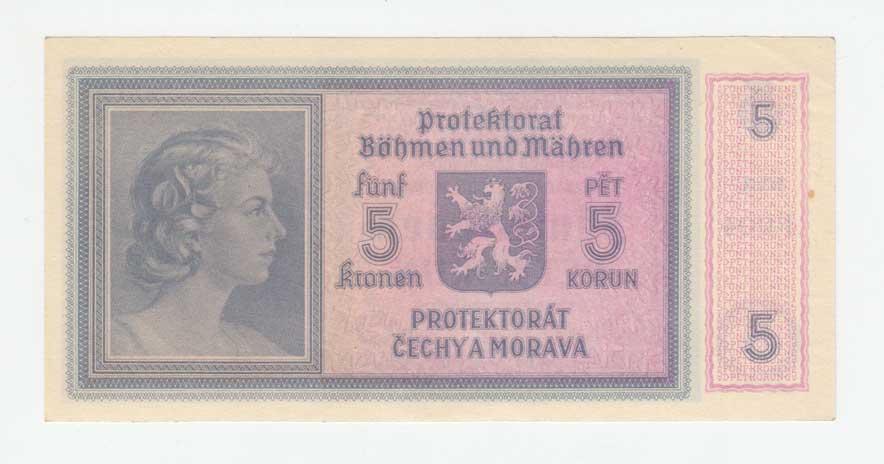 Protektorat
Böhmen und Mähren
fünf
5
Kronen
PĚT
5
KORUN
PROTEKTORÁT
ČECHY A MORAVA
5
5